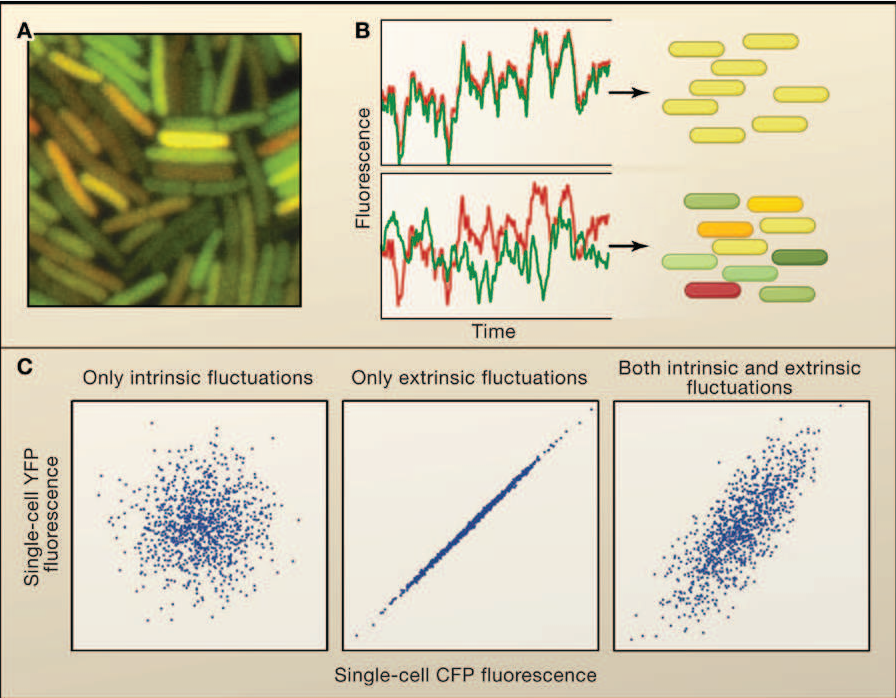 A
B
Fluorescence
Time
C
Only intrinsic fluctuations
Only extrinsic fluctuations
Both intrinsic and extrinsic
fluctuations
Single-cell YFP
fluorescence
Single-cell CFP fluorescence